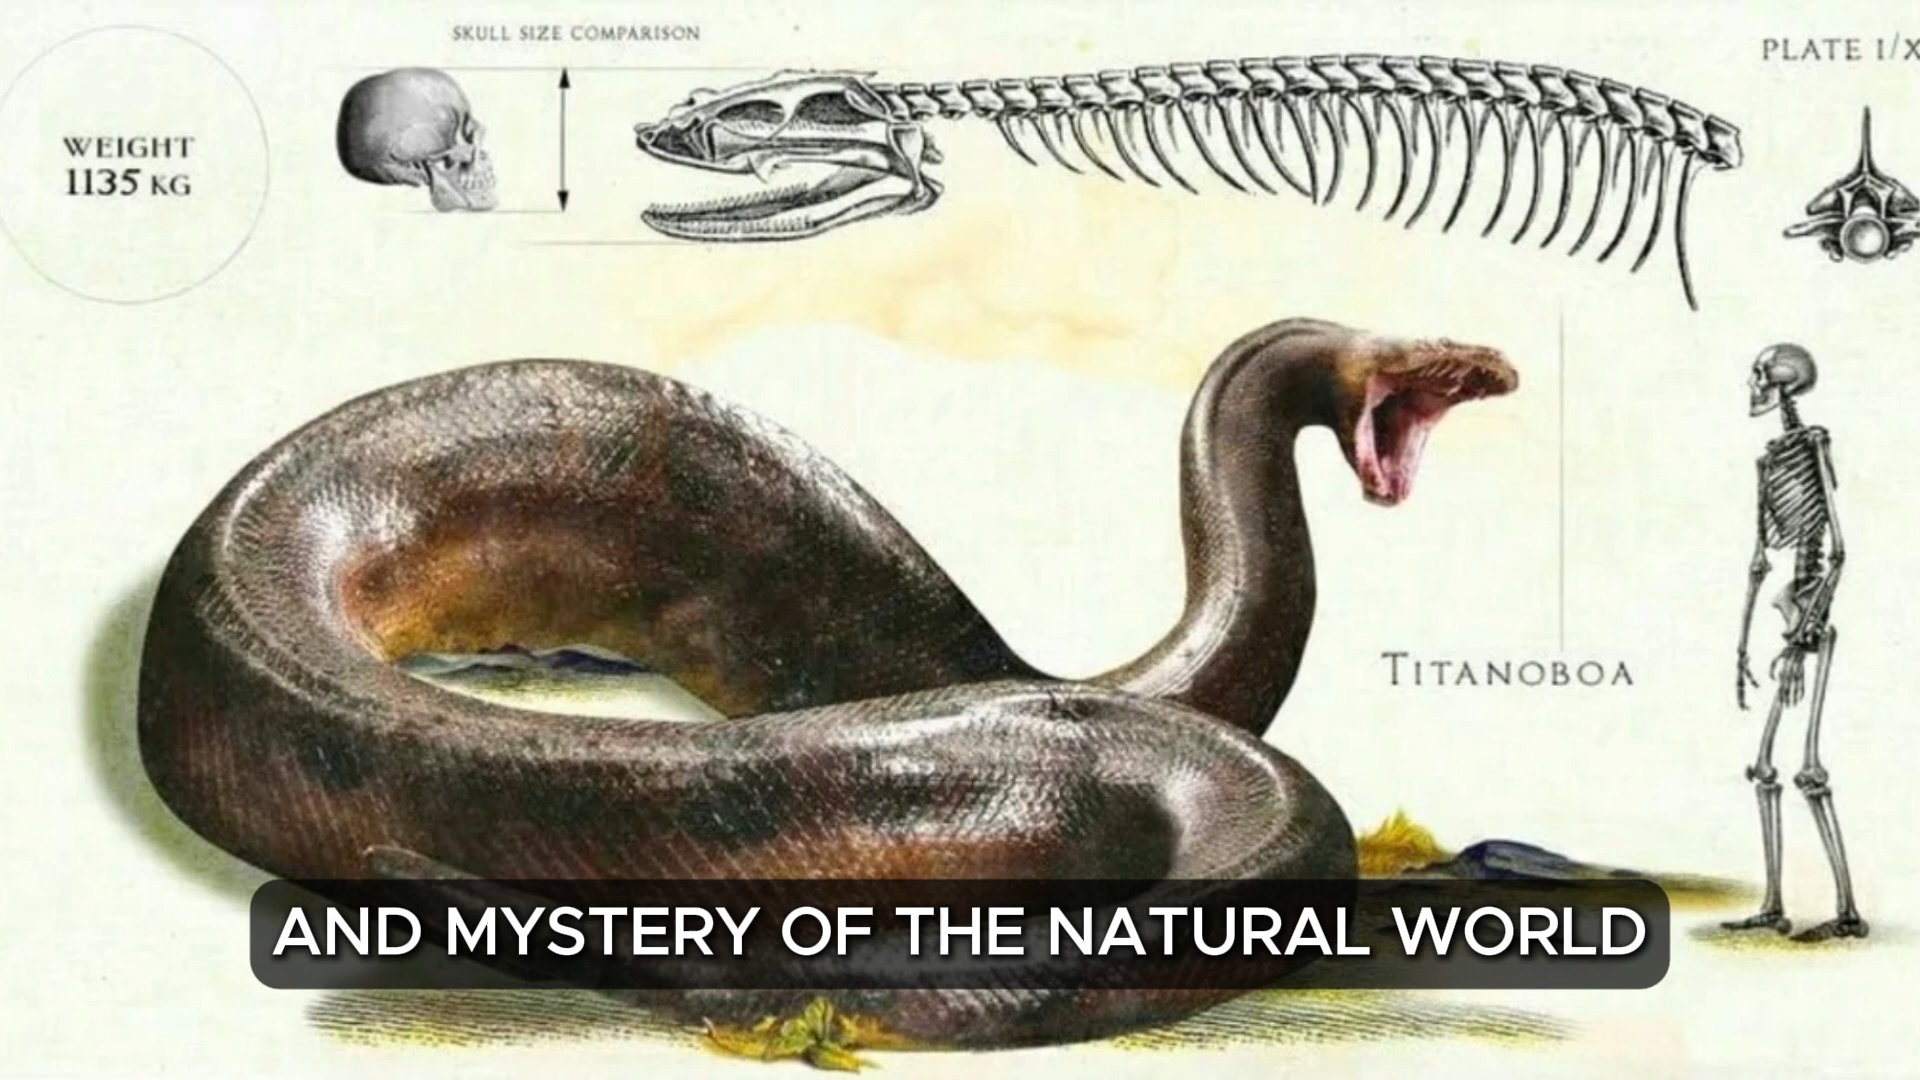 SKULL SIZE COMPARISON
PLATE I/X
WEIGHT
1135 KG
TITANOBOA
AND MYSTERY OF THE NATURAL WORLD